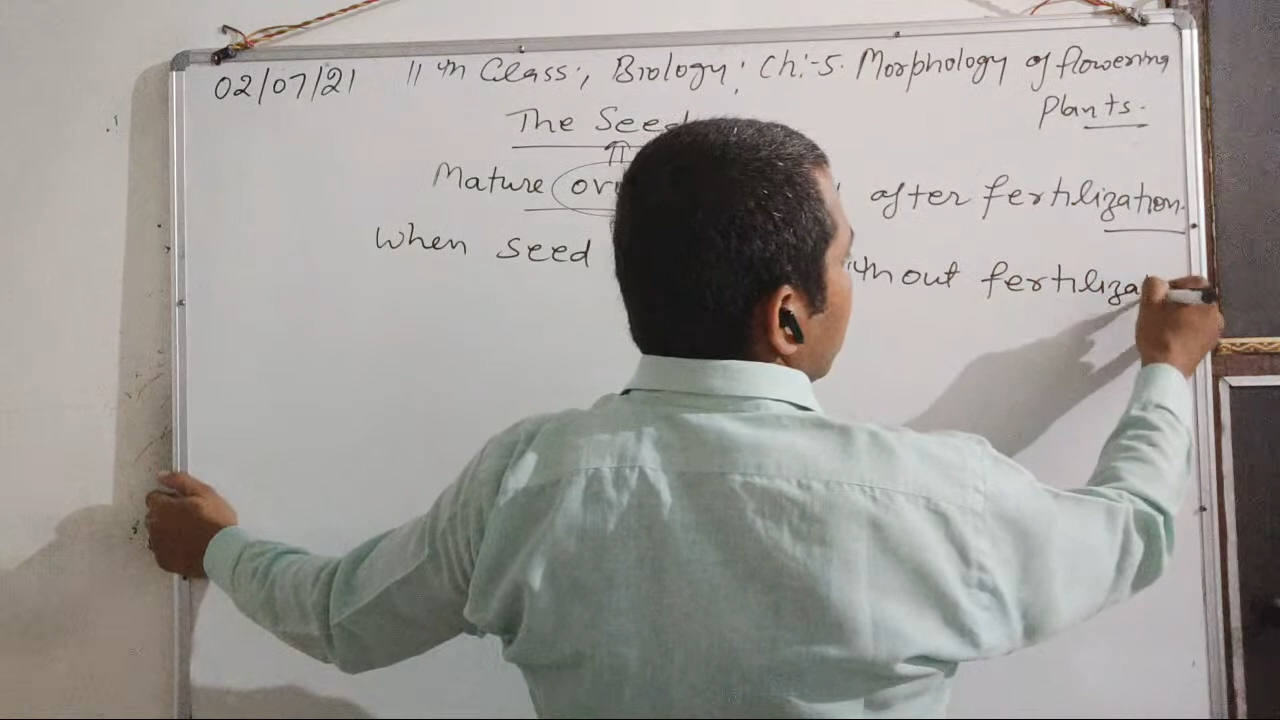 02/07/21 11th Class:, Biology; Ch:-5. Morphology of flowering
Plants.
The Seed
Mature after fertilization.
When seed fertiliza